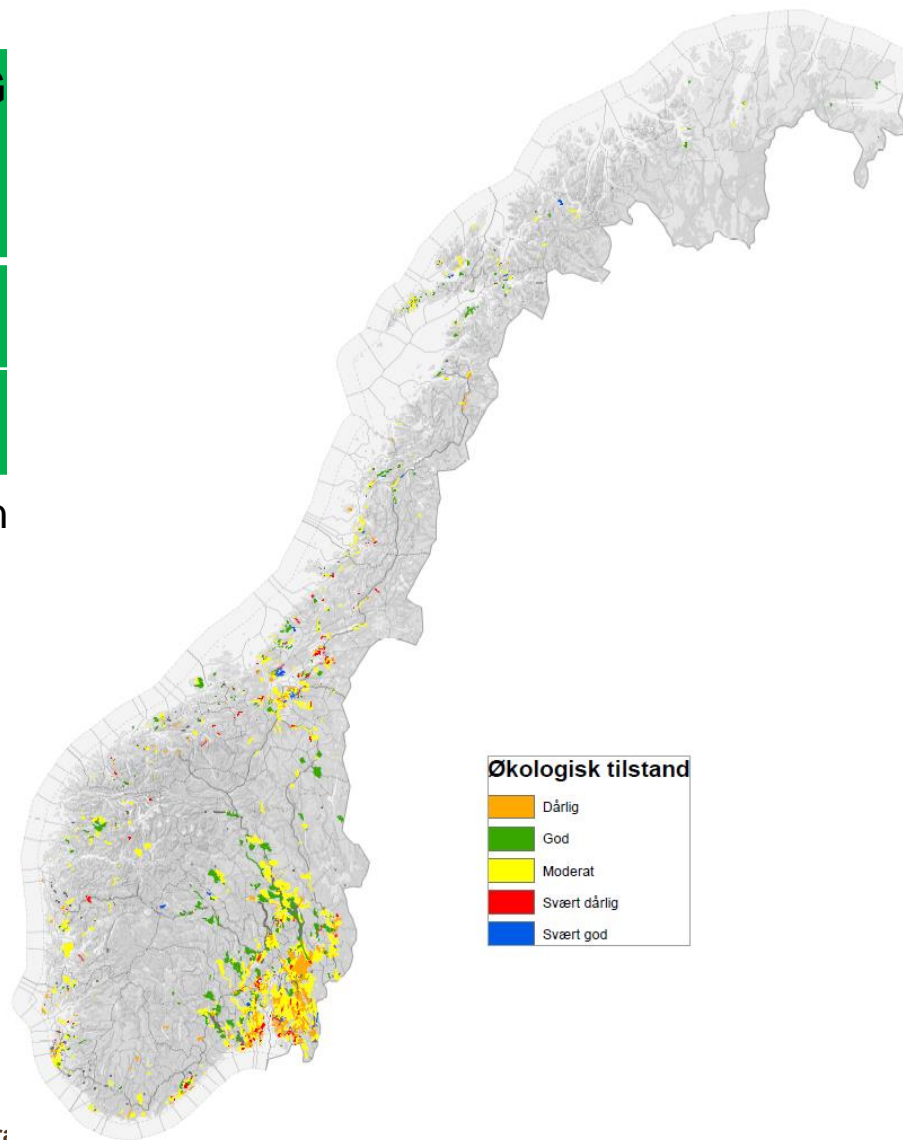 Økologisk tilstand
Dårlig
God
Moderat
Svært dårlig
Svært god